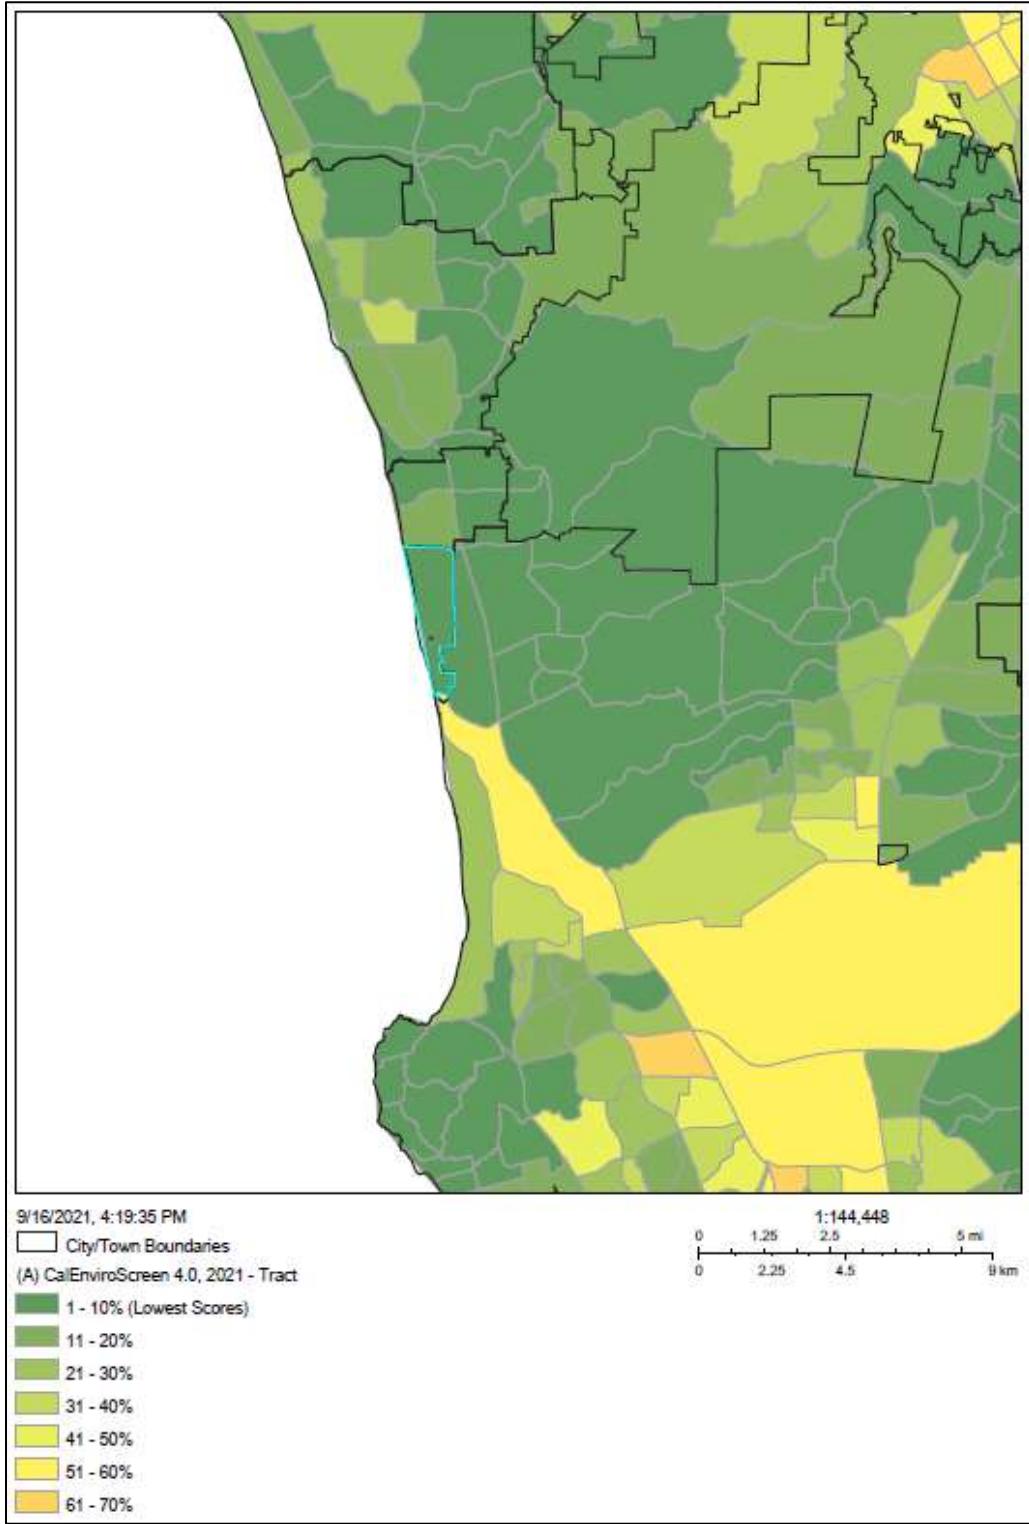 9/16/2021, 4:19:35 PM
City/Town Boundaries
(A) CalEnviroScreen 4.0, 2021 - Tract
1 - 10% (Lowest Scores)
11 - 20%
21 - 30%
31 - 40%
41 - 50%
51 - 60%
61 - 70%
1:144,448
0 1.25 2.5 5 mi
0 2.25 4.5 9 km